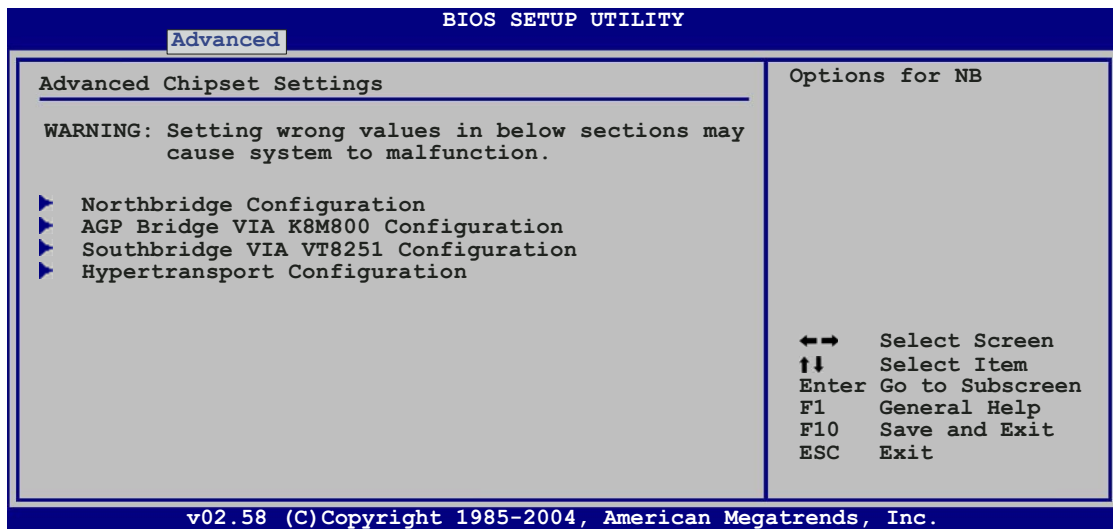 BIOS SETUP UTILITY
Advanced
Advanced Chipset Settings
WARNING: Setting wrong values in below sections may
cause system to malfunction.
Northbridge Configuration
AGP Bridge VIA K8M800 Configuration
Southbridge VIA VT8251 Configuration
Hypertransport Configuration
Options for NB
←→ Select Screen
↑↓ Select Item
Enter Go to Subscreen
F1 General Help
F10 Save and Exit
ESC Exit
v02.58 (C)Copyright 1985-2004, American Megatrends, Inc.